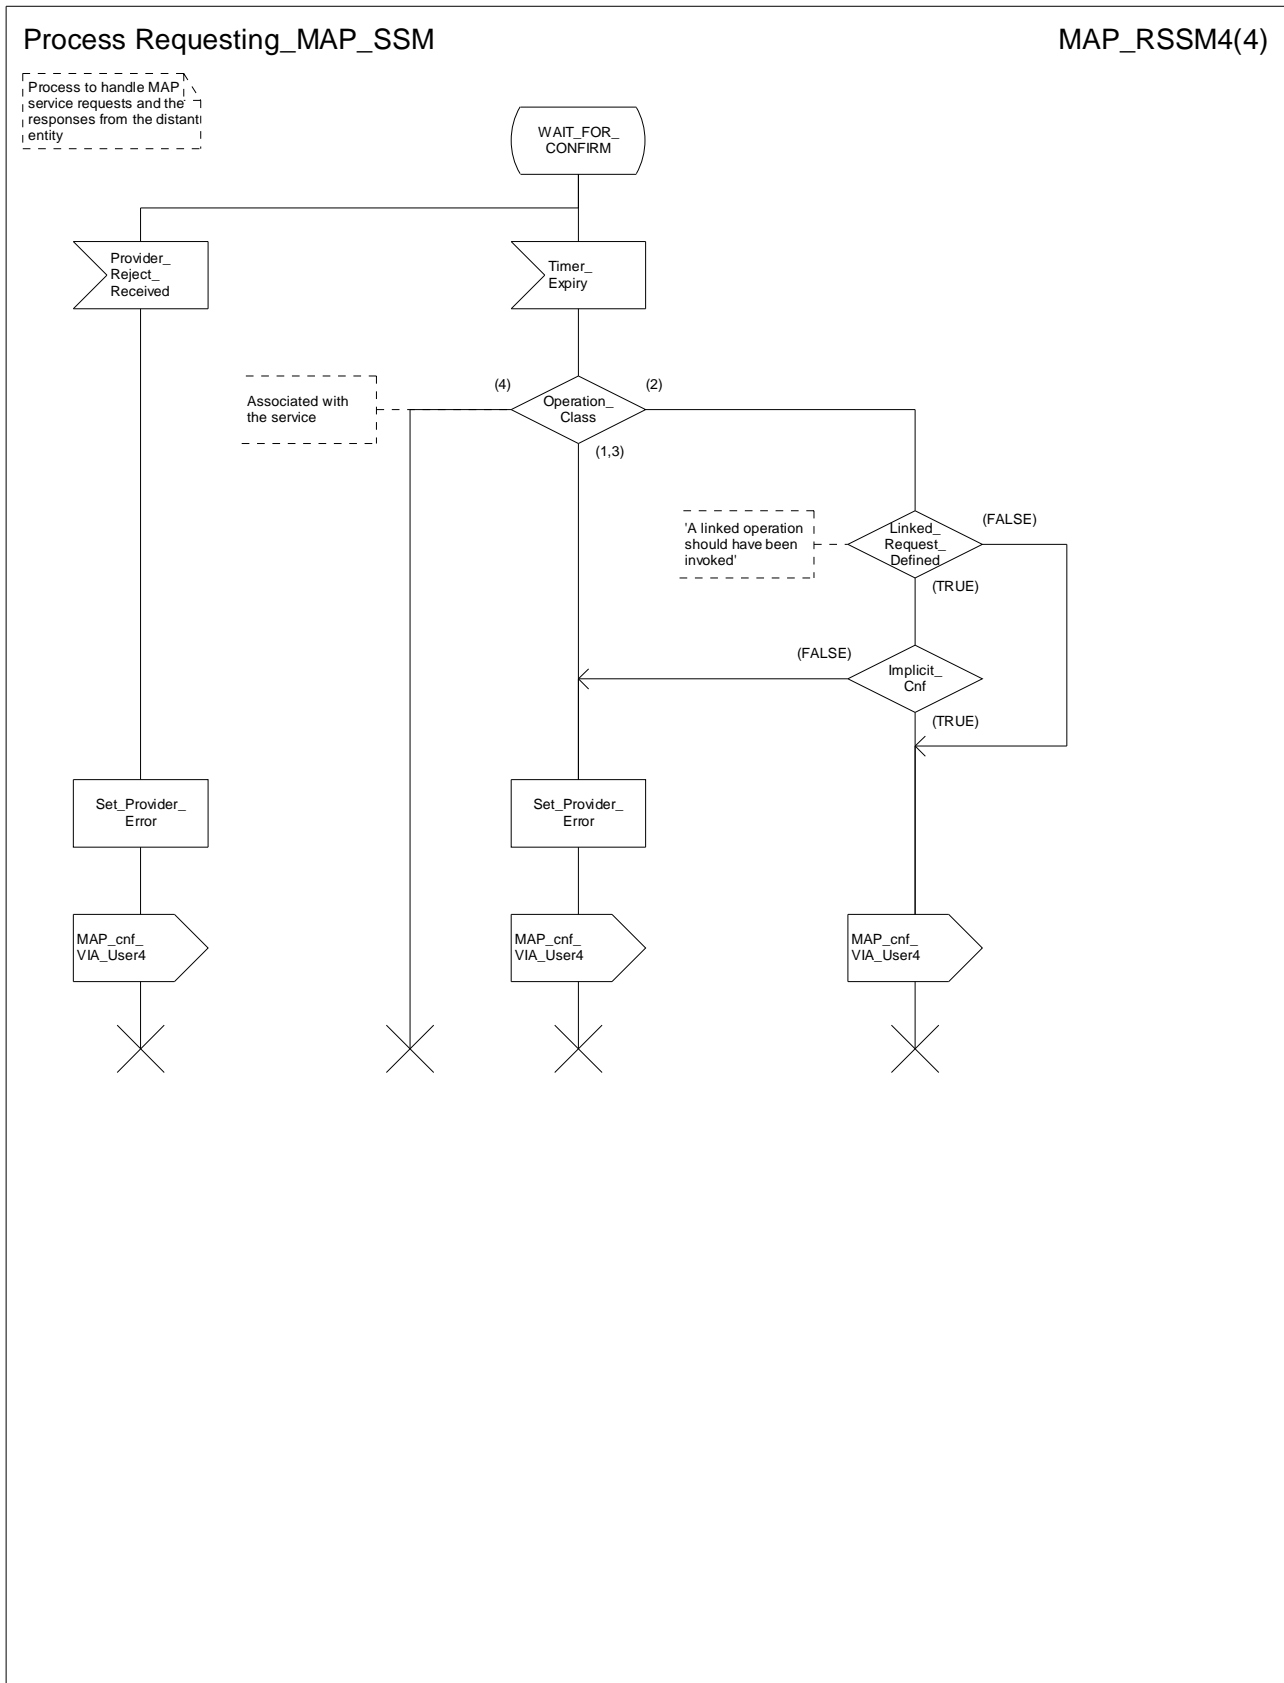 Process Requesting_MAP_SSM
MAP_RSSM4(4)
Process to handle MAP
service requests and the
responses from the distant
entity
WAIT_FOR_
CONFIRM
Provider_
Reject_
Received
Timer_
Expiry
Associated with
the service
(4)
Operation_
Class
(2)
(1,3)
'A linked operation
should have been
invoked'
Linked_
Request_
Defined
(FALSE)
(TRUE)
(FALSE)
Implicit_
Cnf
(TRUE)
Set_Provider_
Error
Set_Provider_
Error
MAP_cnf_
VIA_User4
MAP_cnf_
VIA_User4
MAP_cnf_
VIA_User4